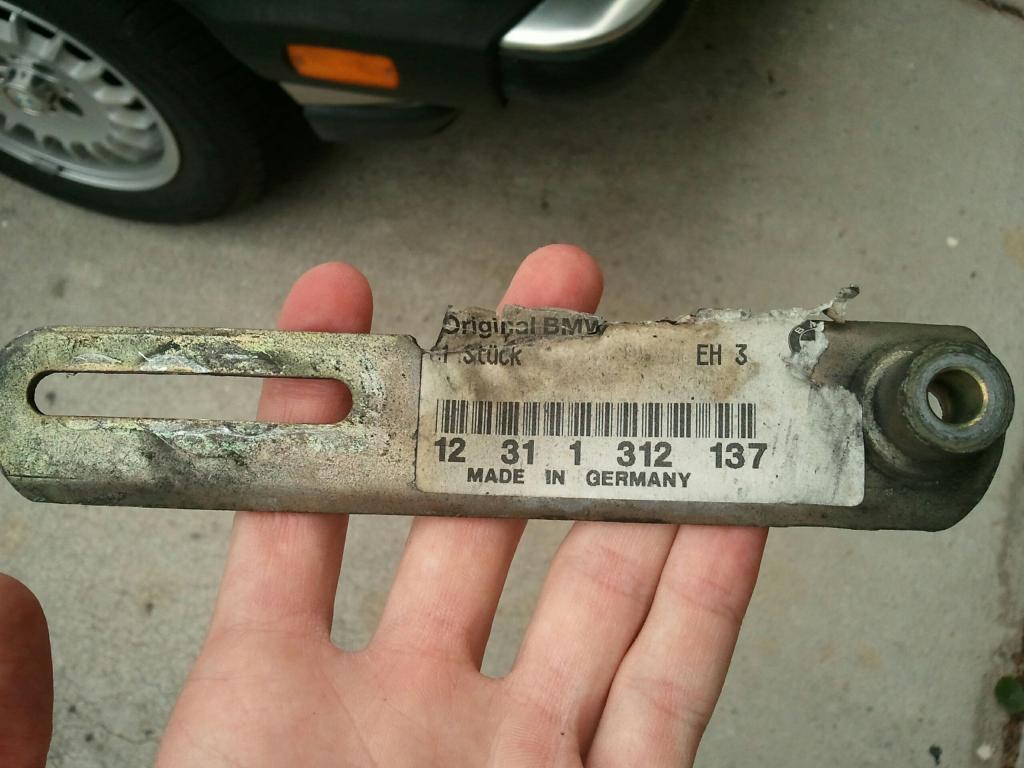 Original BMW
1 Stück EH 3
12 31 1 312 137
MADE IN GERMANY